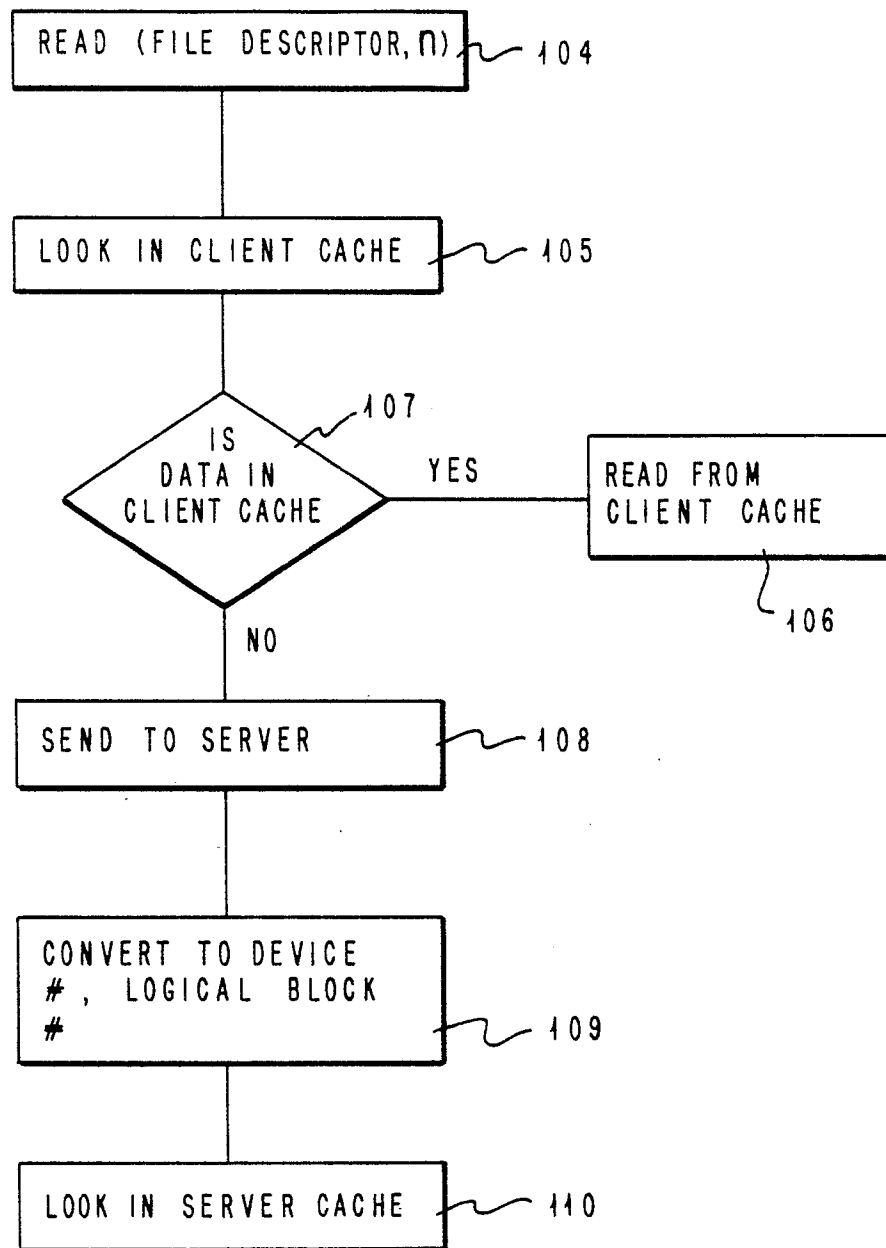 READ (FILE DESCRIPTOR, n)
104
LOOK IN CLIENT CACHE
105
107
IS
DATA IN
CLIENT CACHE
YES
READ FROM
CLIENT CACHE
106
NO
SEND TO SERVER
108
CONVERT TO DEVICE
#, LOGICAL BLOCK
#
109
LOOK IN SERVER CACHE
110